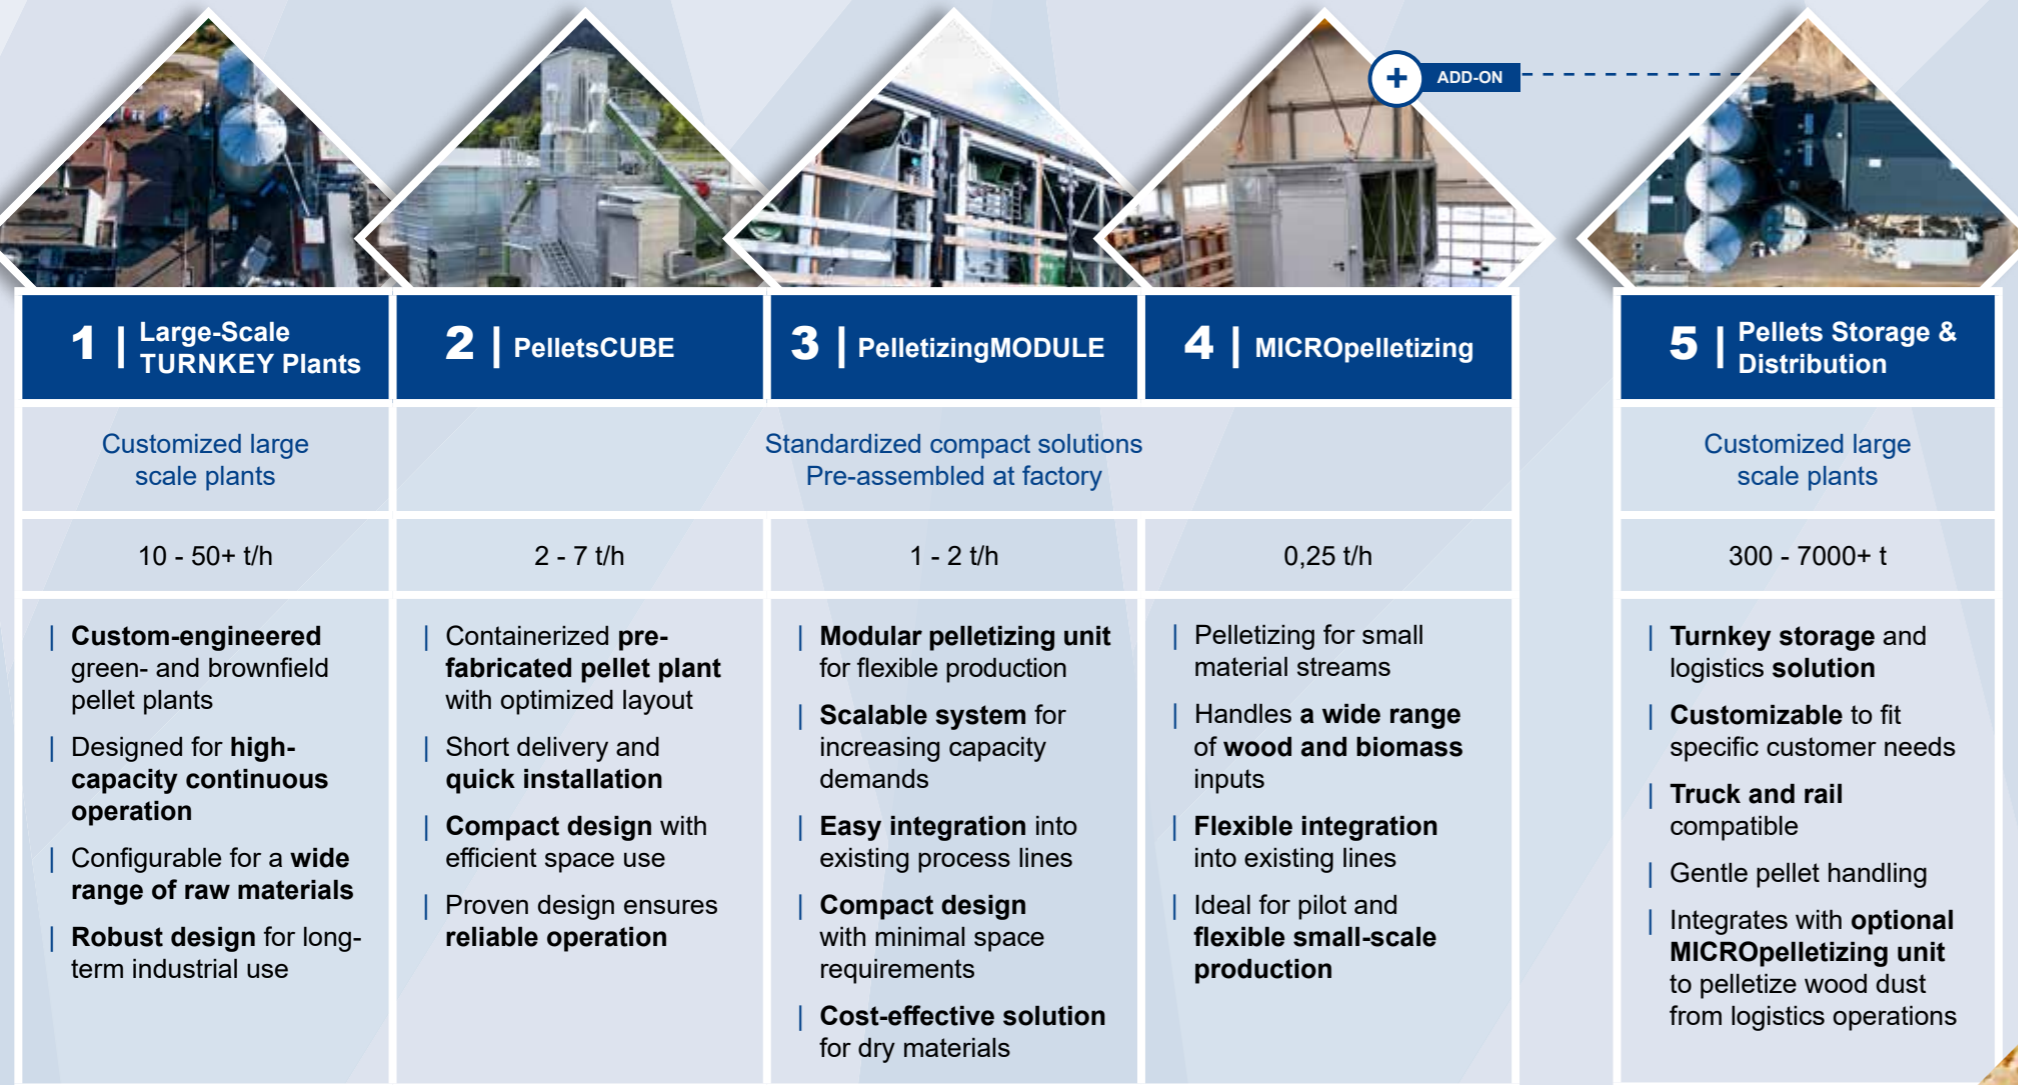 + ADD-ON
1 | Large-Scale
TURNKEY Plants
2 | PelletsCUBE
3 | PelletizingMODULE
4 | MICROpelletizing
5 | Pellets Storage &
Distribution
Customized large
scale plants
Standardized compact solutions
Pre-assembled at factory
Customized large
scale plants
10 - 50+ t/h
2 - 7 t/h
1 - 2 t/h
0,25 t/h
300 - 7000+ t
| Custom-engineered
green- and brownfield
pellet plants
| Designed for high-
capacity continuous
operation
| Configurable for a wide
range of raw materials
| Robust design for long-
term industrial use
| Containerized pre-
fabricated pellet plant
with optimized layout
| Short delivery and
quick installation
| Compact design with
efficient space use
| Proven design ensures
reliable operation
| Modular pelletizing unit
for flexible production
| Scalable system for
increasing capacity
demands
| Easy integration into
existing process lines
| Compact design
with minimal space
requirements
| Cost-effective solution
for dry materials
| Pelletizing for small
material streams
| Handles a wide range
of wood and biomass
inputs
| Flexible integration
into existing lines
| Ideal for pilot and
flexible small-scale
production
| Turnkey storage and
logistics solution
| Customizable to fit
specific customer needs
| Truck and rail
compatible
| Gentle pellet handling
| Integrates with optional
MICROpelletizing unit
to pelletize wood dust
from logistics operations